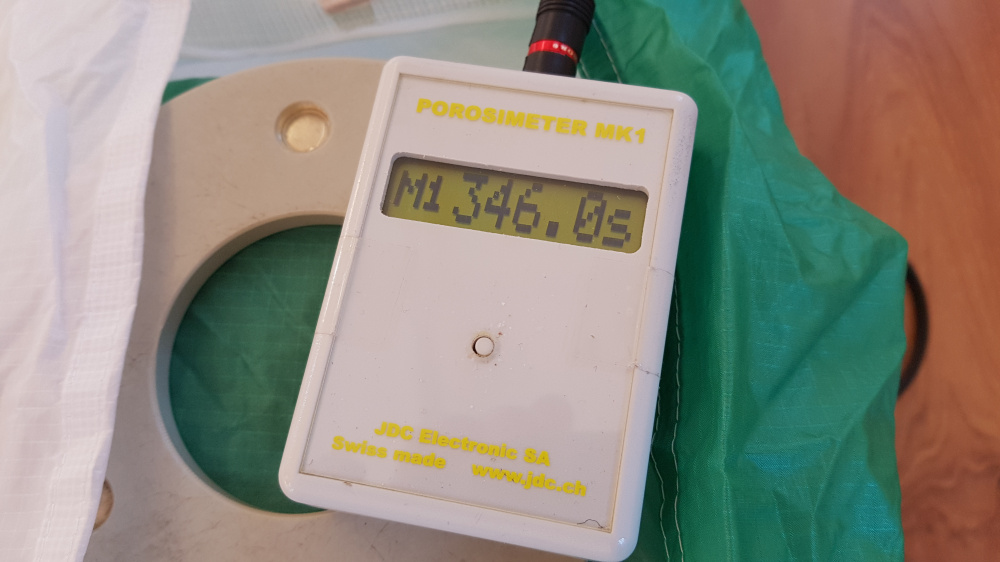 POROSIMETER MK1
M1 346.0s
JDC Electronic SA
Swiss made www.jdc.ch